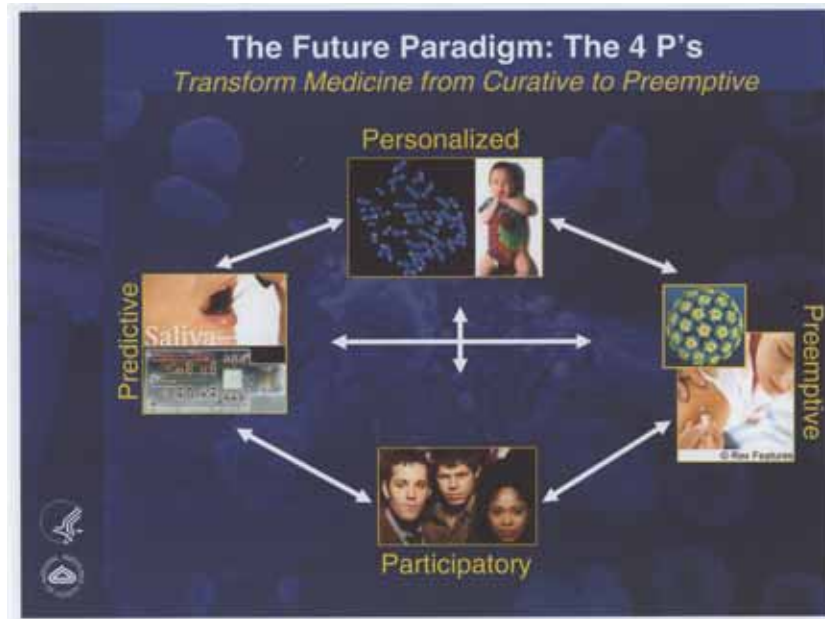 The Future Paradigm: The 4 P's
Transform Medicine from Curative to Preemptive
Personalized
Predictive
Saliva
Preemptive
© Rex Features
Participatory